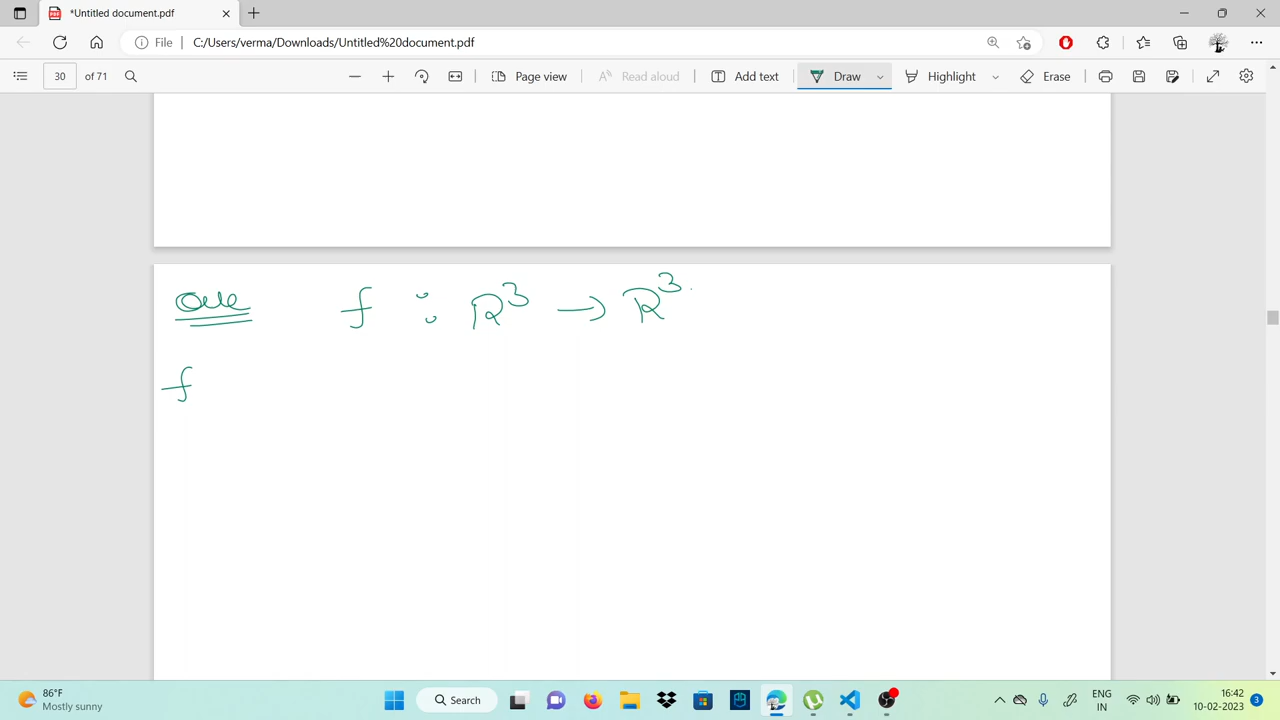 *Untitled document.pdf
File C:/Users/verma/Downloads/Untitled%20document.pdf
30 of 71 Page view Read aloud Add text Draw Highlight Erase
Que f : R³ → R³
f
86°F
Mostly sunny
Search
ENG
IN
16:42
10-02-2023
3